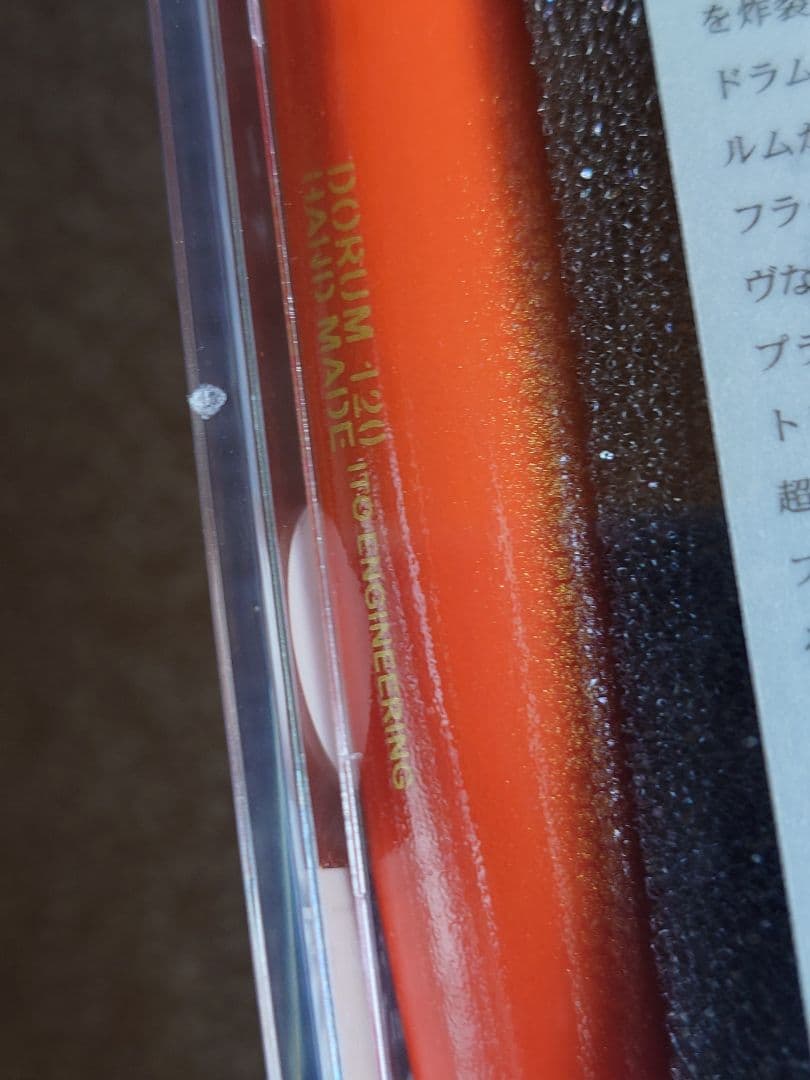 DORUM 120
HAND MADE ITO ENGINEERING
を炸裂
ドラム
ルムカ
フラ
ヴな
プラ
ト
超